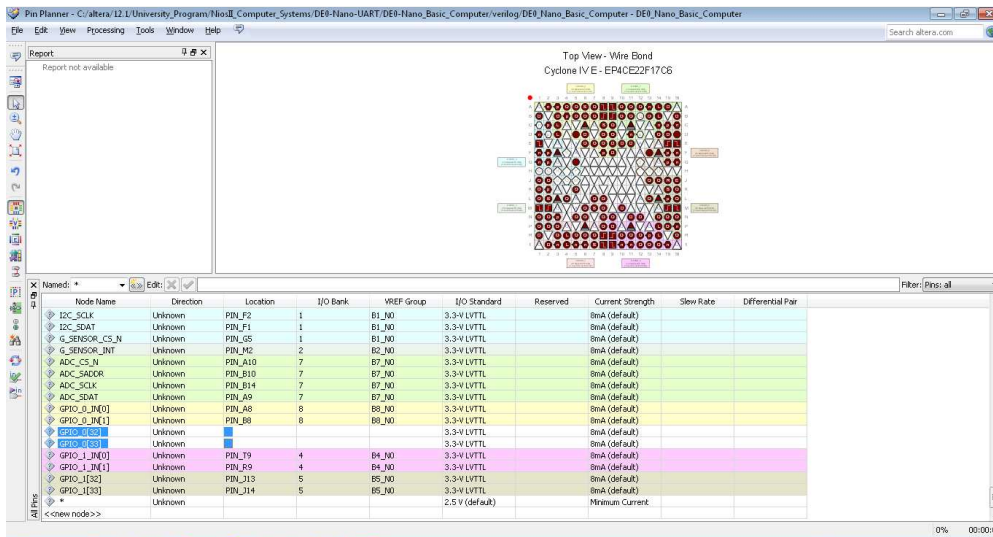 Pin Planner - C:/altera/12.1/University_Program/NiosII_Computer_Systems/DE0-Nano-UART/DE0-Nano_Basic_Computer/verilog/DE0_Nano_Basic_Computer - DE0_Nano_Basic_Computer
File Edit View Processing Tools Window Help
Search altera.com
Report
Report not available
Top View - Wire Bond
Cyclone IV E - EP4CE22F17C6
Named: * Edit: Filter: Pins: all
Node Name Direction Location I/O Bank VREF Group I/O Standard Reserved Current Strength Slew Rate Differential Pair
I2C_SCLK Unknown PIN_F2 1 B1_N0 3.3-V LVTTL 8mA (default)
I2C_SDAT Unknown PIN_F1 1 B1_N0 3.3-V LVTTL 8mA (default)
G_SENSOR_CS_N Unknown PIN_G5 1 B1_N0 3.3-V LVTTL 8mA (default)
G_SENSOR_INT Unknown PIN_M2 2 B2_N0 3.3-V LVTTL 8mA (default)
ADC_CS_N Unknown PIN_A10 7 B7_N0 3.3-V LVTTL 8mA (default)
ADC_SADDR Unknown PIN_B10 7 B7_N0 3.3-V LVTTL 8mA (default)
ADC_SCLK Unknown PIN_B14 7 B7_N0 3.3-V LVTTL 8mA (default)
ADC_SDAT Unknown PIN_A9 7 B7_N0 3.3-V LVTTL 8mA (default)
GPIO_0_IN[0] Unknown PIN_A8 8 B8_N0 3.3-V LVTTL 8mA (default)
GPIO_0_IN[1] Unknown PIN_B8 8 B8_N0 3.3-V LVTTL 8mA (default)
GPIO_0[32] Unknown 3.3-V LVTTL 8mA (default)
GPIO_0[33] Unknown 3.3-V LVTTL 8mA (default)
GPIO_1_IN[0] Unknown PIN_T9 4 B4_N0 3.3-V LVTTL 8mA (default)
GPIO_1_IN[1] Unknown PIN_R9 4 B4_N0 3.3-V LVTTL 8mA (default)
GPIO_1[32] Unknown PIN_J13 5 B5_N0 3.3-V LVTTL 8mA (default)
GPIO_1[33] Unknown PIN_J14 5 B5_N0 3.3-V LVTTL 8mA (default)
* Unknown 2.5 V (default) Minimum Current
<<new node>>
All Pins
0% 00:00: